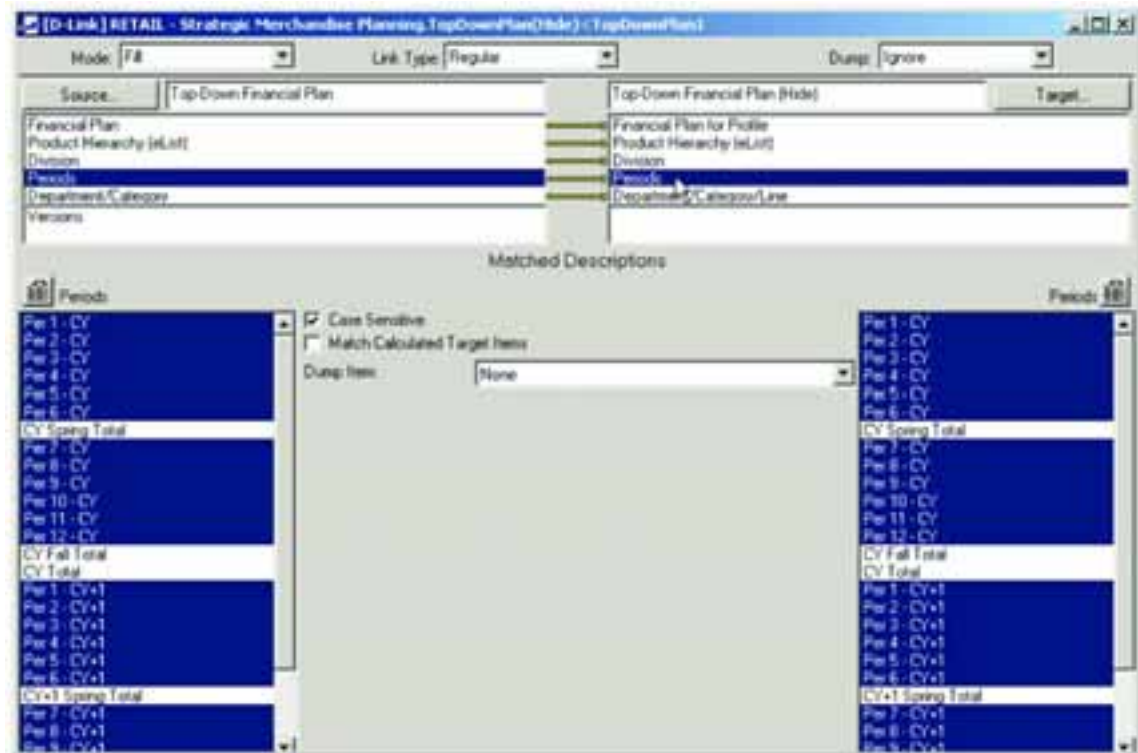 [D-Link] RETAIL - Strategic Merchandise Planning.TopDownPlan(Hide) <TopDownPlan>
Mode: Fill
Link Type: Regular
Dump: Ignore
Source...
Top-Down Financial Plan
Top-Down Financial Plan (Hide)
Target...
Financial Plan
Product Hierarchy (eList)
Division
Periods
Department/Category
Versions
Financial Plan for Profile
Product Hierarchy (eList)
Division
Periods
Department/Category/Line
Matched Descriptions
Periods
Periods
Per 1 - CY
Per 2 - CY
Per 3 - CY
Per 4 - CY
Per 5 - CY
Per 6 - CY
CY Spring Total
Per 7 - CY
Per 8 - CY
Per 9 - CY
Per 10 - CY
Per 11 - CY
Per 12 - CY
CY Fall Total
CY Total
Per 1 - CY+1
Per 2 - CY+1
Per 3 - CY+1
Per 4 - CY+1
Per 5 - CY+1
Per 6 - CY+1
CY+1 Spring Total
Per 7 - CY+1
Per 8 - CY+1
Per 9 - CY+1
Case Sensitive
Match Calculated Target Items
Dump Item:
None
Per 1 - CY
Per 2 - CY
Per 3 - CY
Per 4 - CY
Per 5 - CY
Per 6 - CY
CY Spring Total
Per 7 - CY
Per 8 - CY
Per 9 - CY
Per 10 - CY
Per 11 - CY
Per 12 - CY
CY Fall Total
CY Total
Per 1 - CY+1
Per 2 - CY+1
Per 3 - CY+1
Per 4 - CY+1
Per 5 - CY+1
Per 6 - CY+1
CY+1 Spring Total
Per 7 - CY+1
Per 8 - CY+1
Per 9 - CY+1